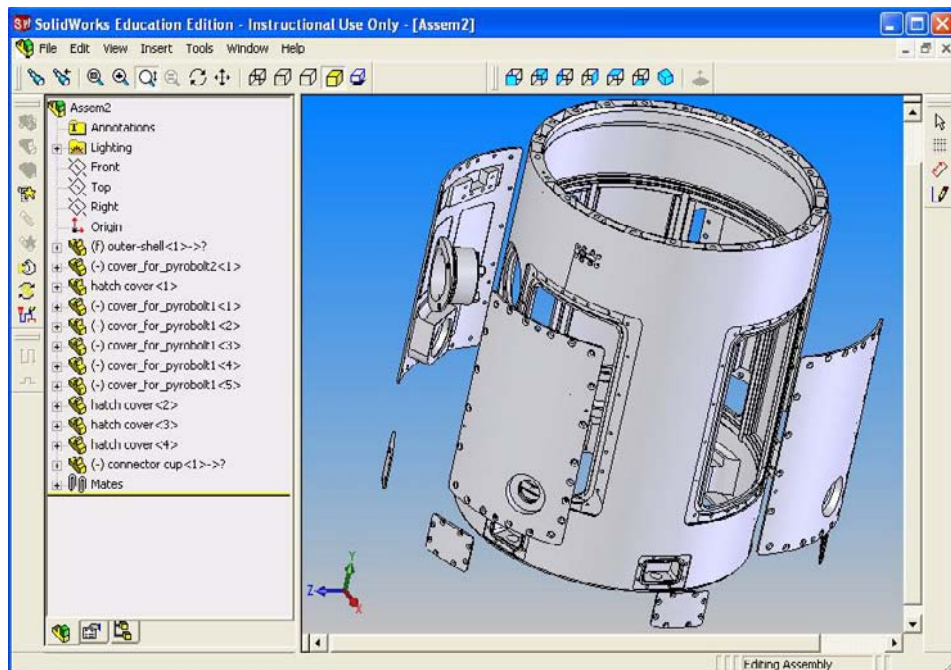 SolidWorks Education Edition - Instructional Use Only - [Assem2]
File Edit View Insert Tools Window Help
Assem2
Annotations
Lighting
Front
Top
Right
Origin
(f) outer-shell<1>->?
(-) cover_for_pyrobolt2<1>
hatch cover<1>
(-) cover_for_pyrobolt1<1>
(-) cover_for_pyrobolt1<2>
(-) cover_for_pyrobolt1<3>
(-) cover_for_pyrobolt1<4>
(-) cover_for_pyrobolt1<5>
hatch cover<2>
hatch cover<3>
hatch cover<4>
(-) connector cup<1>->?
Mates
Y
Z
X
Editing Assembly